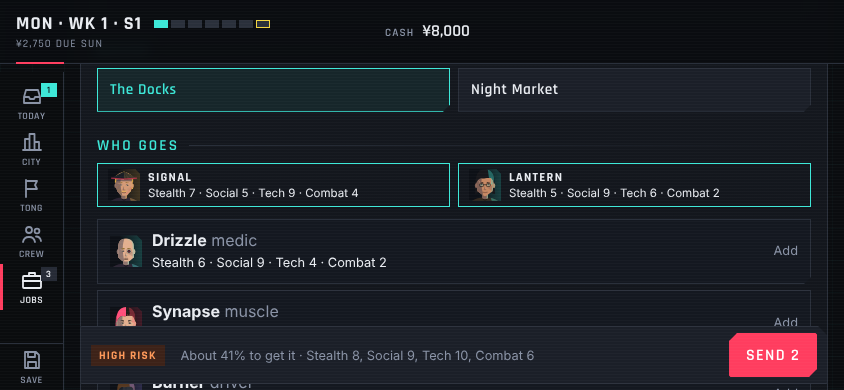 MON · WK 1 · S1
¥2,750 DUE SUN
CASH ¥8,000
1
TODAY
CITY
TONG
CREW
3
JOBS
SAVE
The Docks
Night Market
WHO GOES
SIGNAL
Stealth 7 · Social 5 · Tech 9 · Combat 4
LANTERN
Stealth 5 · Social 9 · Tech 6 · Combat 2
Drizzle medic
Stealth 6 · Social 9 · Tech 4 · Combat 2
Add
Synapse muscle
Add
HIGH RISK
About 41% to get it · Stealth 8, Social 9, Tech 10, Combat 6
SEND 2